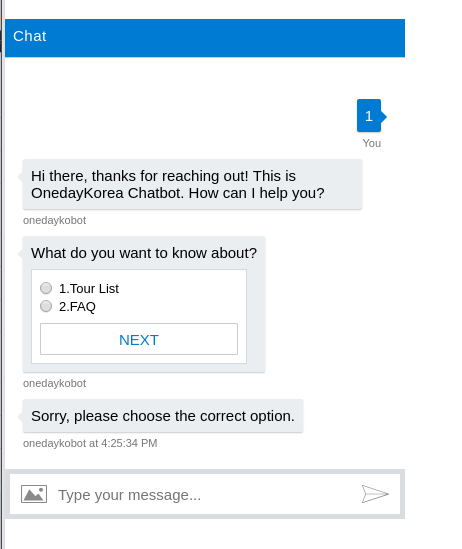 Chat
1
You
Hi there, thanks for reaching out! This is
OnedayKorea Chatbot. How can I help you?
onedaykobot
What do you want to know about?
1.Tour List
2.FAQ
NEXT
onedaykobot
Sorry, please choose the correct option.
onedaykobot at 4:25:34 PM
Type your message...